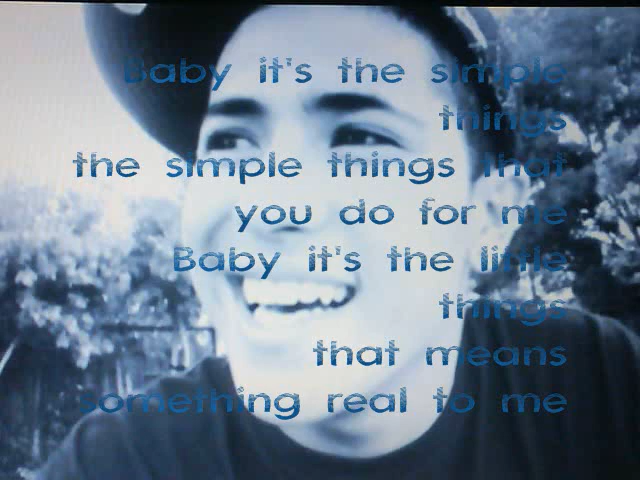 Baby it's the simple
things
the simple things that
you do for me
Baby it's the little
things
that means
something real to me